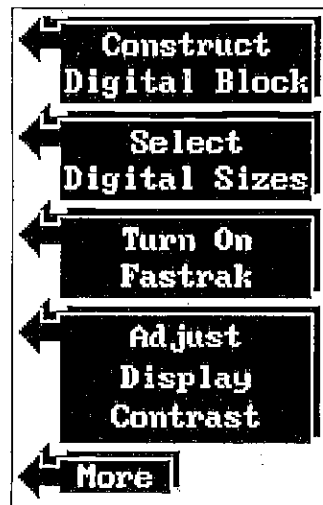 Construct
Digital Block
Select
Digital Sizes
Turn On
Fastrak
Adjust
Display
Contrast
More